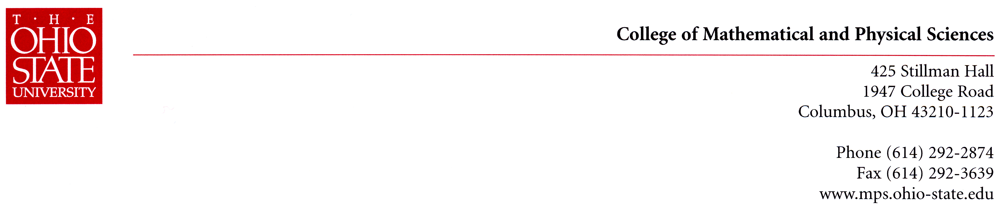 T · H · E
OHIO
STATE
UNIVERSITY
College of Mathematical and Physical Sciences
425 Stillman Hall
1947 College Road
Columbus, OH 43210-1123
Phone (614) 292-2874
Fax (614) 292-3639
www.mps.ohio-state.edu